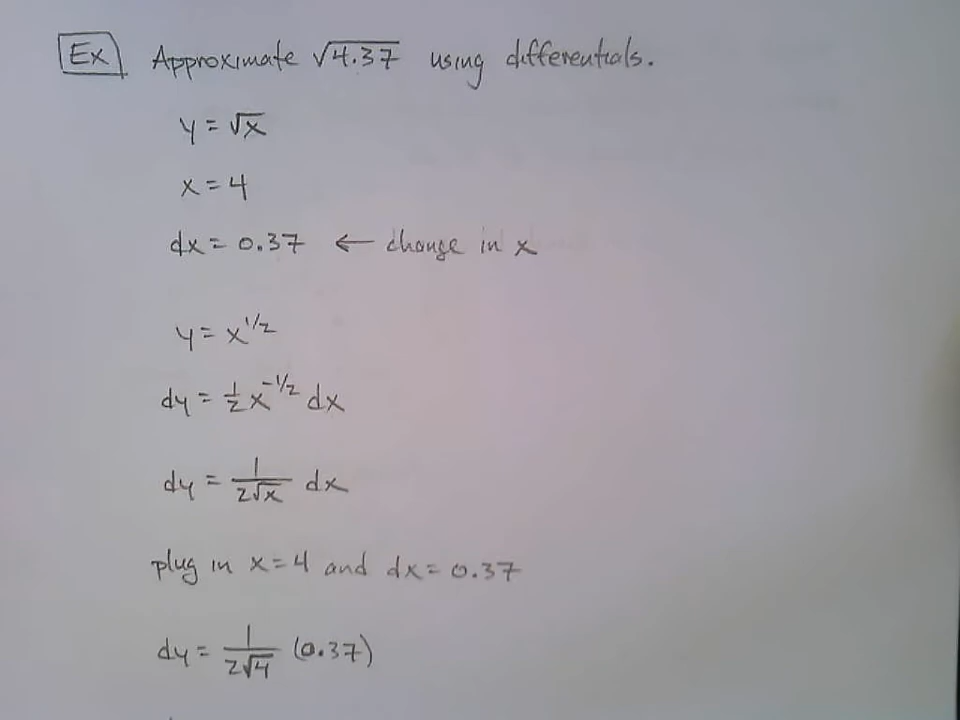 Ex Approximate √4.37 using differentials.
y = √x
x = 4
dx = 0.37 ← change in x
y = x^1/2
dy = 1/2 x^-1/2 dx
dy = 1/(2√x) dx
plug in x = 4 and dx = 0.37
dy = 1/(2√4) (0.37)